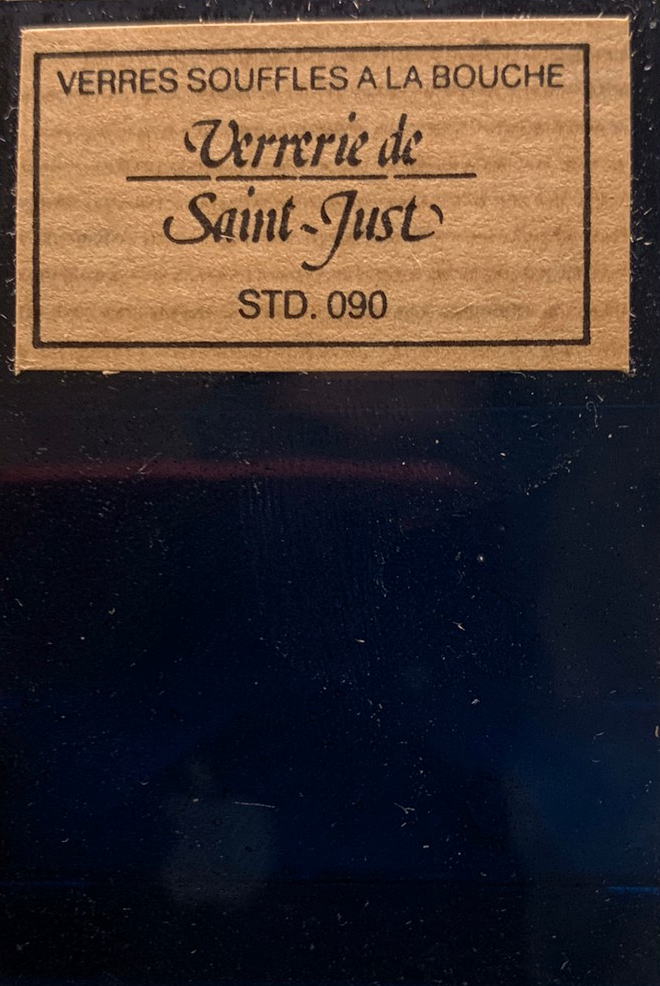 VERRES SOUFFLES A LA BOUCHE
Verrerie de
Saint-Just
STD. 090